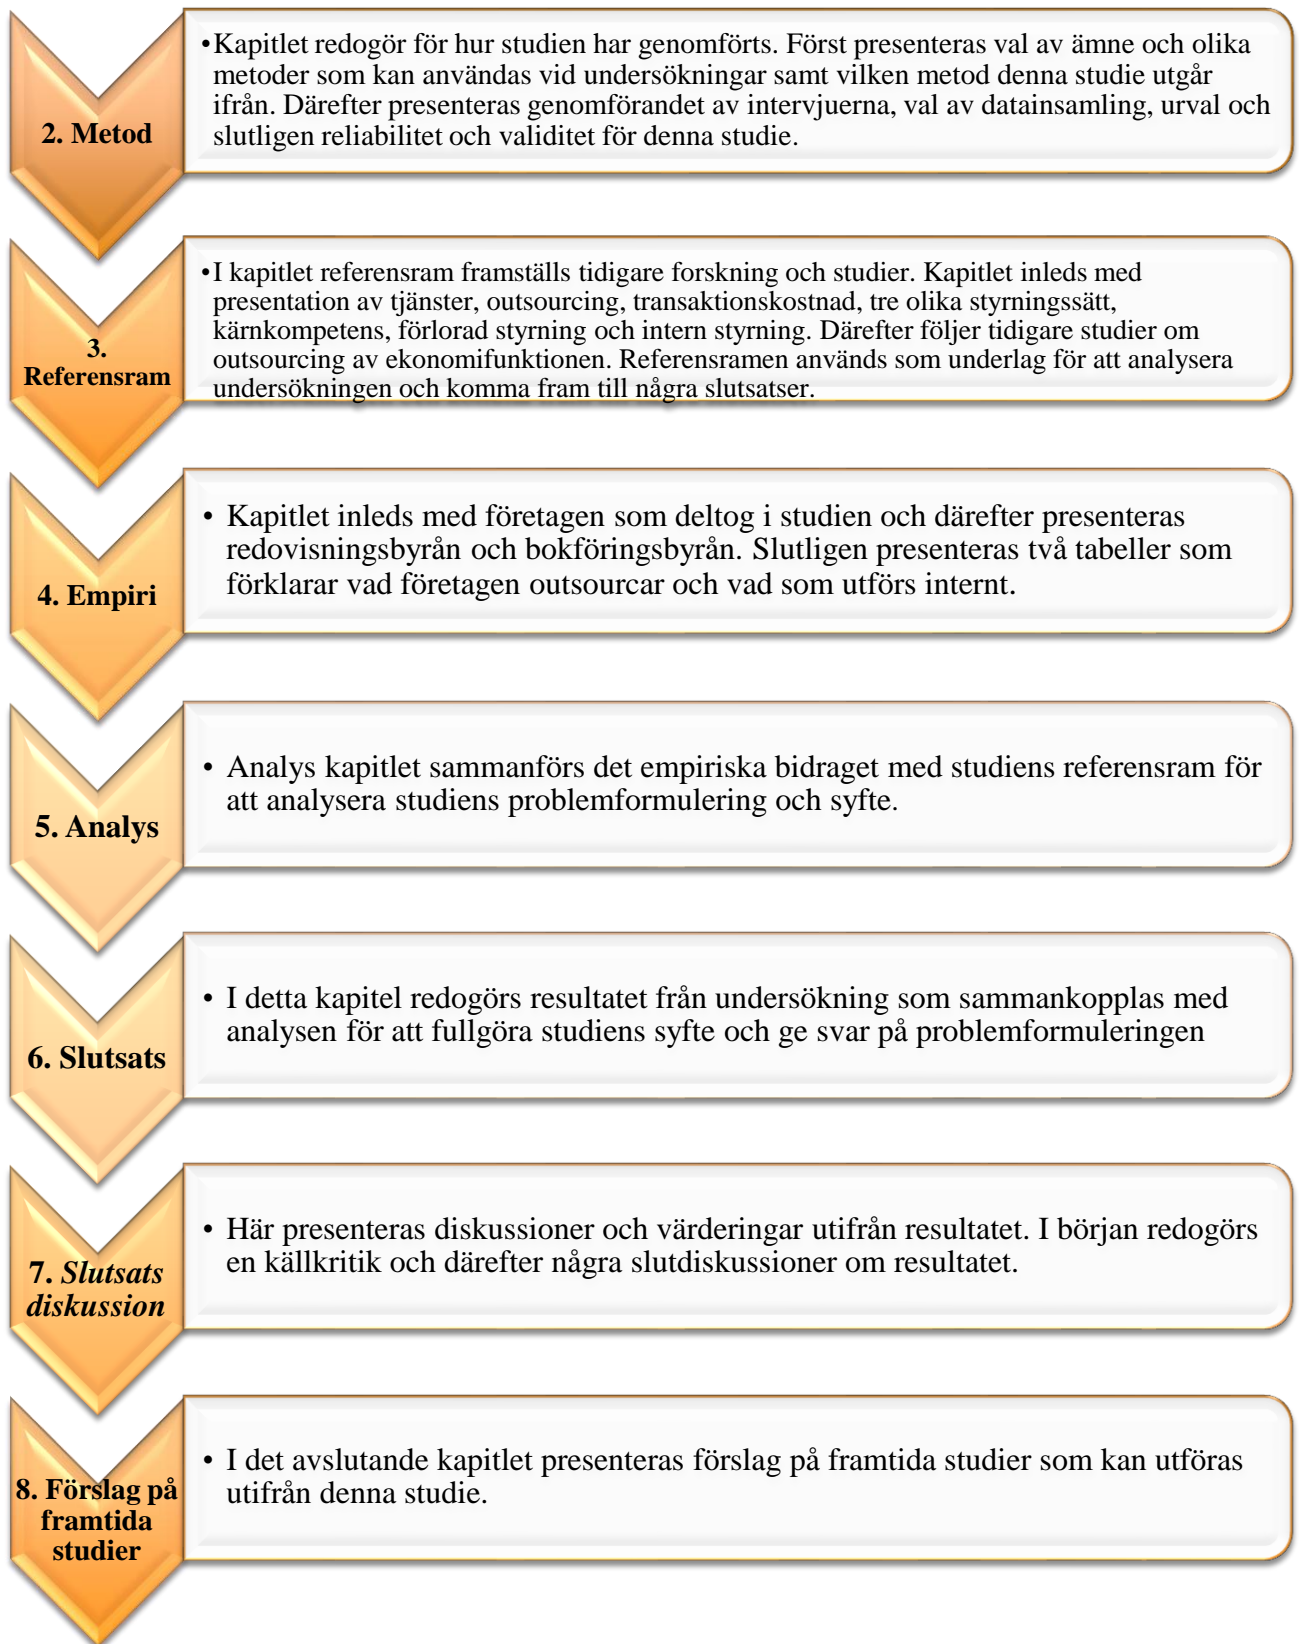 2. Metod
•Kapitlet redogör för hur studien har genomförts. Först presenteras val av ämne och olika
metoder som kan användas vid undersökningar samt vilken metod denna studie utgår
ifrån. Därefter presenteras genomförandet av intervjuerna, val av datainsamling, urval och
slutligen reliabilitet och validitet för denna studie.
3.
Referensram
•I kapitlet referensram framställs tidigare forskning och studier. Kapitlet inleds med
presentation av tjänster, outsourcing, transaktionskostnad, tre olika styrningssätt,
kärnkompetens, förlorad styrning och intern styrning. Därefter följer tidigare studier om
outsourcing av ekonomifunktionen. Referensramen används som underlag för att analysera
undersökningen och komma fram till några slutsatser.
4. Empiri
• Kapitlet inleds med företagen som deltog i studien och därefter presenteras
redovisningsbyrån och bokföringsbyrån. Slutligen presenteras två tabeller som
förklarar vad företagen outsourcar och vad som utförs internt.
5. Analys
• Analys kapitlet sammanförs det empiriska bidraget med studiens referensram för
att analysera studiens problemformulering och syfte.
6. Slutsats
• I detta kapitel redogörs resultatet från undersökning som sammankopplas med
analysen för att fullgöra studiens syfte och ge svar på problemformuleringen
7. Slutsats
diskussion
• Här presenteras diskussioner och värderingar utifrån resultatet. I början redogörs
en källkritik och därefter några slutdiskussioner om resultatet.
8. Förslag på
framtida
studier
• I det avslutande kapitlet presenteras förslag på framtida studier som kan utföras
utifrån denna studie.